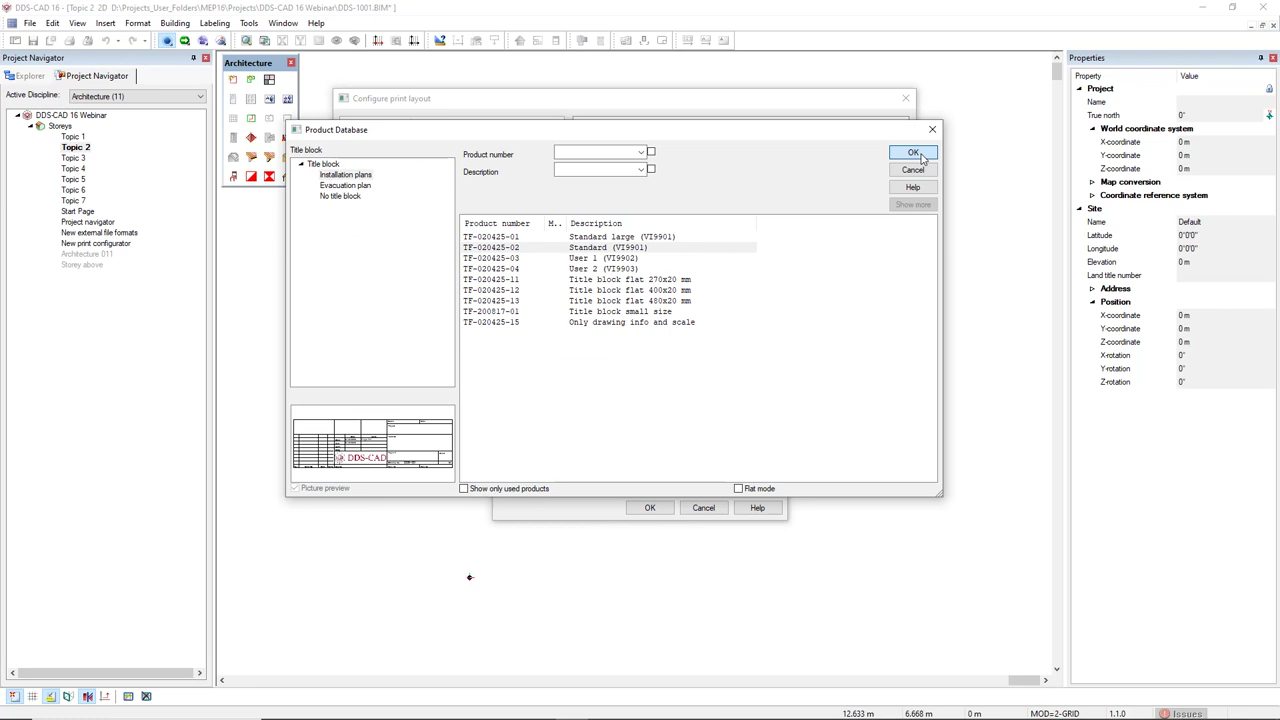 DDS-CAD 16 - [Topic 2  2D  D:\Projects_User_Folders\MEP16\Projects\DDS-CAD 16 Webinar\DDS-1001.BIM* ]
File Edit View Insert Format Building Labeling Tools Window Help
Project Navigator
Explorer Project Navigator
Active Discipline: Architecture (11)
DDS-CAD 16 Webinar
Storeys
Topic 1
Topic 2
Topic 3
Topic 4
Topic 5
Topic 6
Topic 7
Start Page
Project navigator
New external file formats
New print configurator
Architecture 011
Storey above
Architecture
Configure print layout
Product Database
Title block
Title block
Installation plans
Evacuation plan
No title block
Product number
Description
OK
Cancel
Help
Show more
Product number M.. Description
TF-020425-01 Standard large (VI9901)
TF-020425-02 Standard (VI9901)
TF-020425-03 User 1 (VI9902)
TF-020425-04 User 2 (VI9903)
TF-020425-11 Title block flat 270x20 mm
TF-020425-12 Title block flat 400x20 mm
TF-020425-13 Title block flat 480x20 mm
TF-200817-01 Title block small size
TF-020425-15 Only drawing info and scale
DDS-CAD
Picture preview
Show only used products
Flat mode
OK Cancel Help
Properties
Property Value
Project
Name
True north 0°
World coordinate system
X-coordinate 0 m
Y-coordinate 0 m
Z-coordinate 0 m
Map conversion
Coordinate reference system
Site
Name Default
Latitude 0°0'0"
Longitude 0°0'0"
Elevation 0 m
Land title number
Address
Position
X-coordinate 0 m
Y-coordinate 0 m
Z-coordinate 0 m
X-rotation 0°
Y-rotation 0°
Z-rotation 0°
12.633 m 6.668 m 0 m MOD=2-GRID 1.1.0 Issues